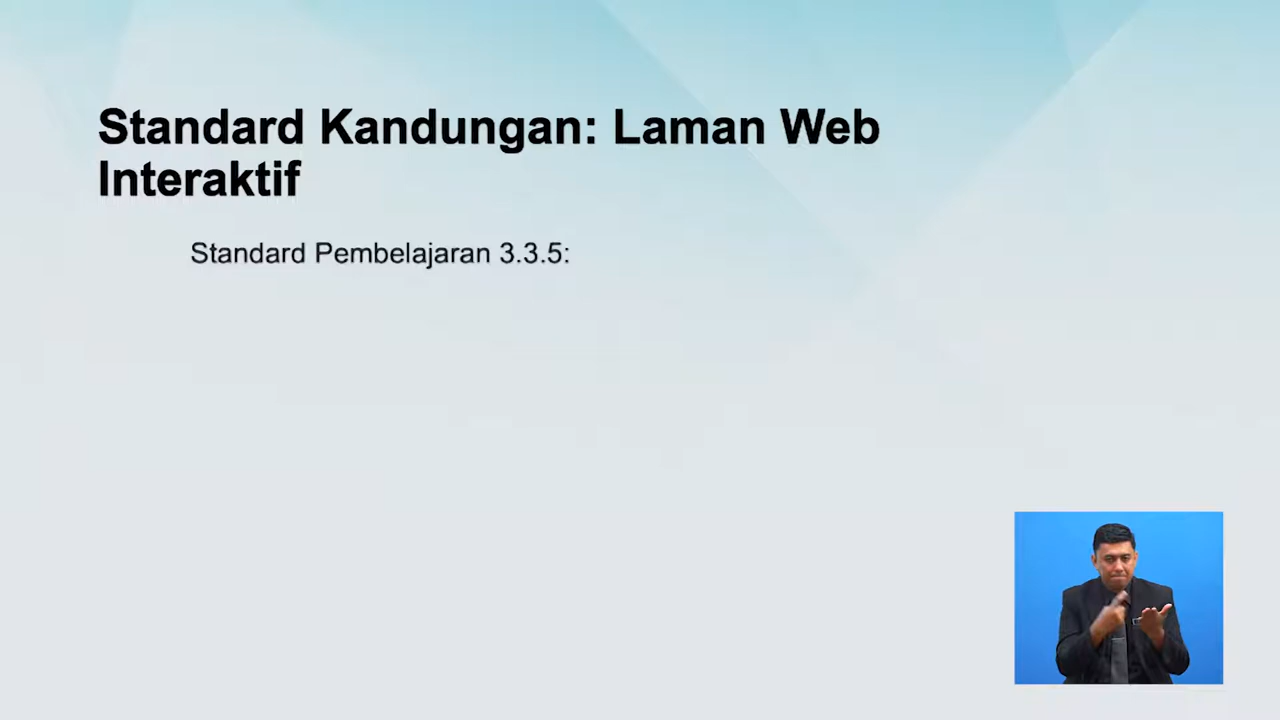 Standard Kandungan: Laman Web
Interaktif
Standard Pembelajaran 3.3.5: